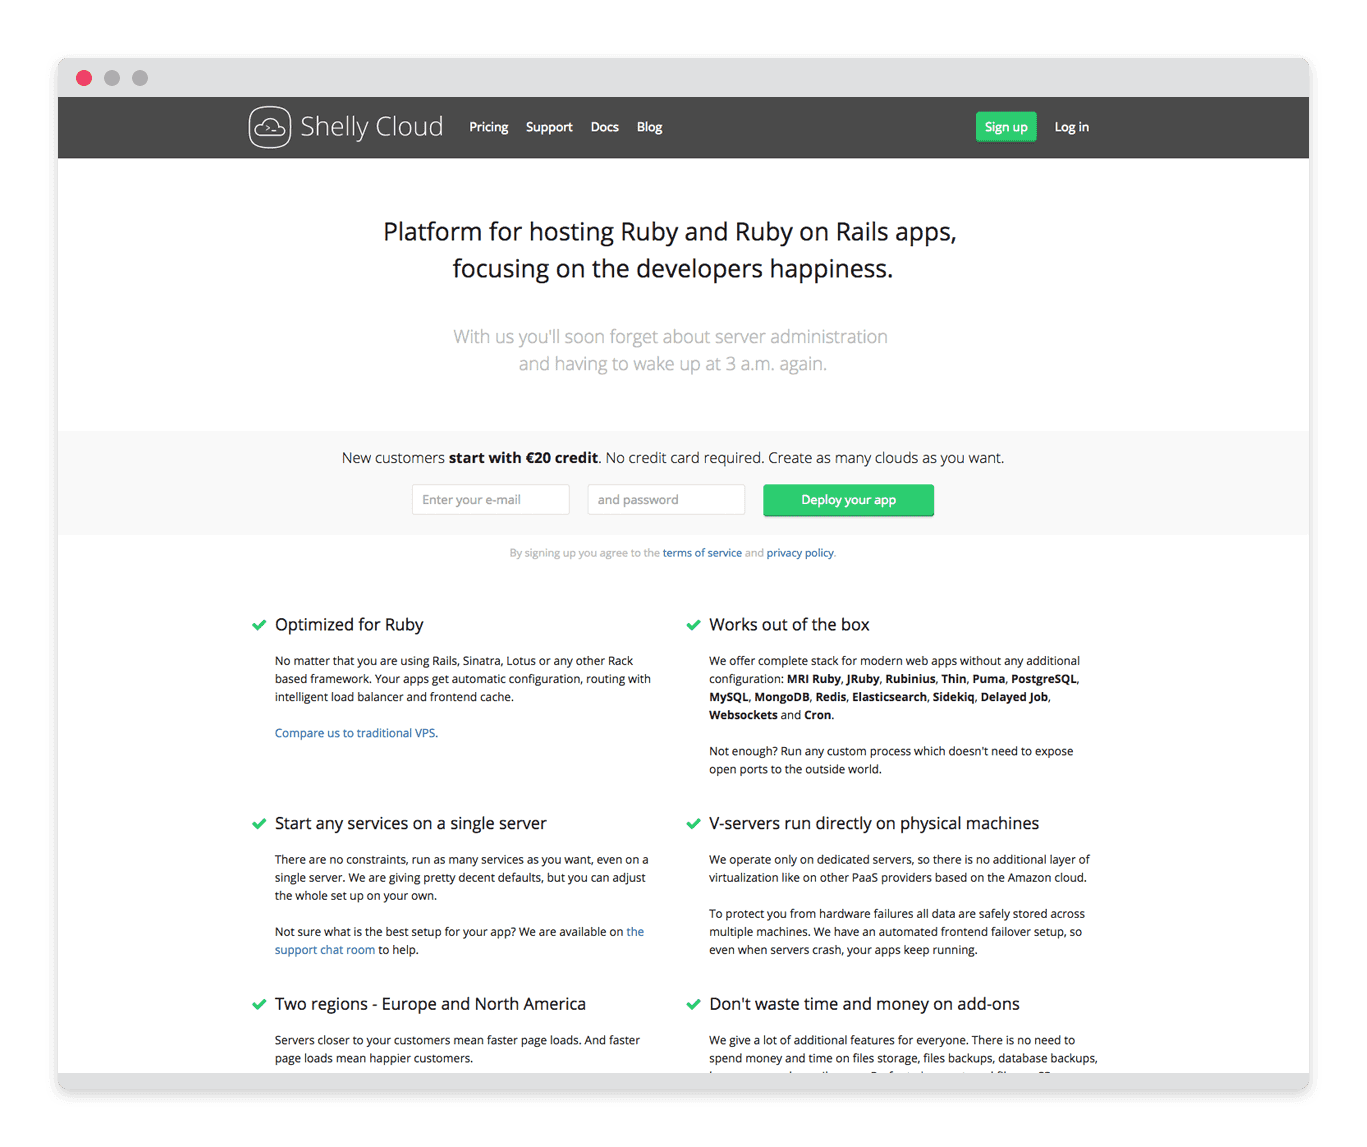 Shelly Cloud Pricing Support Docs Blog Sign up Log in
Platform for hosting Ruby and Ruby on Rails apps,
focusing on the developers happiness.
With us you'll soon forget about server administration
and having to wake up at 3 a.m. again.
New customers start with €20 credit. No credit card required. Create as many clouds as you want.
Enter your e-mail and password Deploy your app
By signing up you agree to the terms of service and privacy policy.
Optimized for Ruby
No matter that you are using Rails, Sinatra, Lotus or any other Rack
based framework. Your apps get automatic configuration, routing with
intelligent load balancer and frontend cache.
Compare us to traditional VPS.
Works out of the box
We offer complete stack for modern web apps without any additional
configuration: MRI Ruby, JRuby, Rubinius, Thin, Puma, PostgreSQL,
MySQL, MongoDB, Redis, Elasticsearch, Sidekiq, Delayed Job,
Websockets and Cron.
Not enough? Run any custom process which doesn't need to expose
open ports to the outside world.
Start any services on a single server
There are no constraints, run as many services as you want, even on a
single server. We are giving pretty decent defaults, but you can adjust
the whole set up on your own.
Not sure what is the best setup for your app? We are available on the
support chat room to help.
V-servers run directly on physical machines
We operate only on dedicated servers, so there is no additional layer of
virtualization like on other PaaS providers based on the Amazon cloud.
To protect you from hardware failures all data are safely stored across
multiple machines. We have an automated frontend failover setup, so
even when servers crash, your apps keep running.
Two regions - Europe and North America
Servers closer to your customers mean faster page loads. And faster
page loads mean happier customers.
Don't waste time and money on add-ons
We give a lot of additional features for everyone. There is no need to
spend money and time on files storage, files backups, database backups,